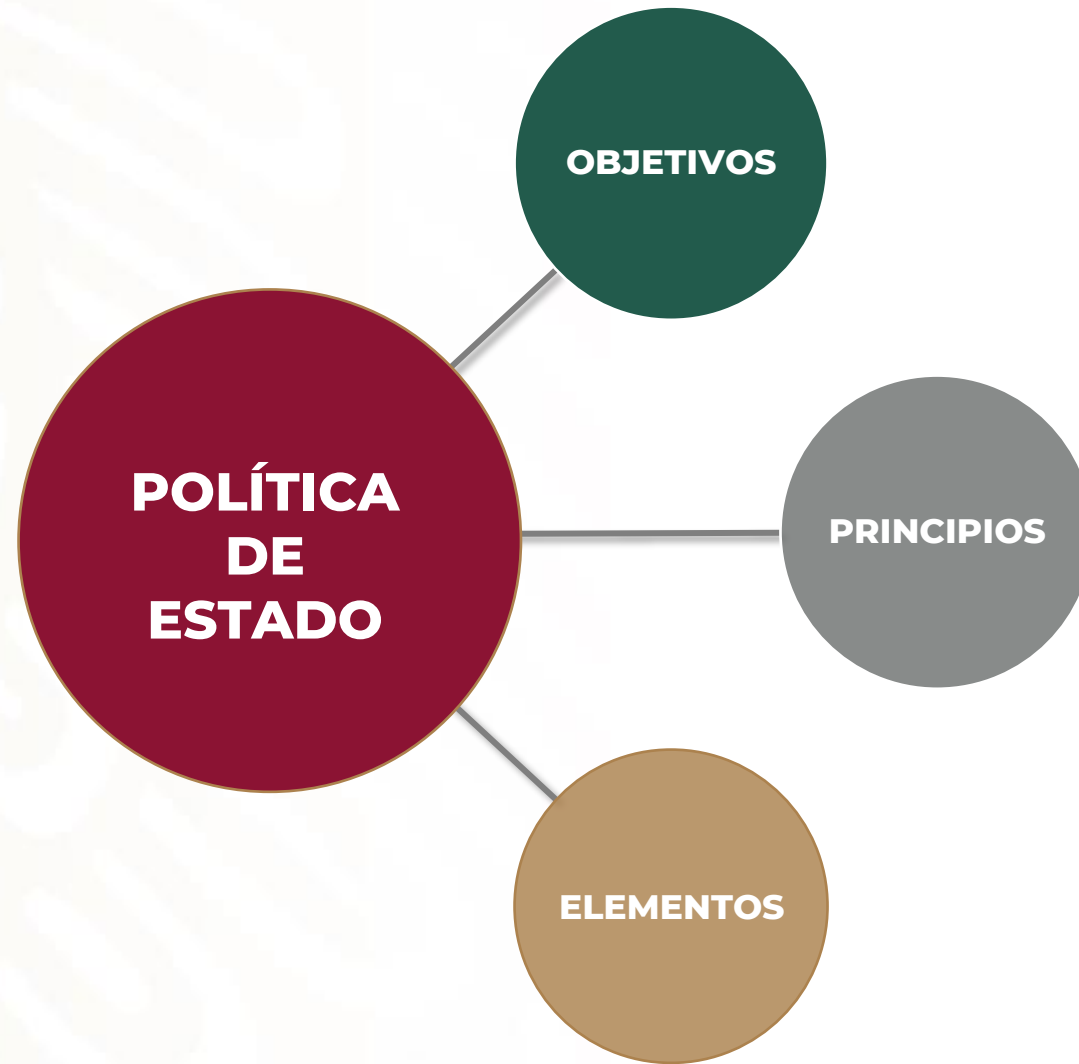 OBJETIVOS
POLÍTICA
DE
ESTADO
PRINCIPIOS
ELEMENTOS